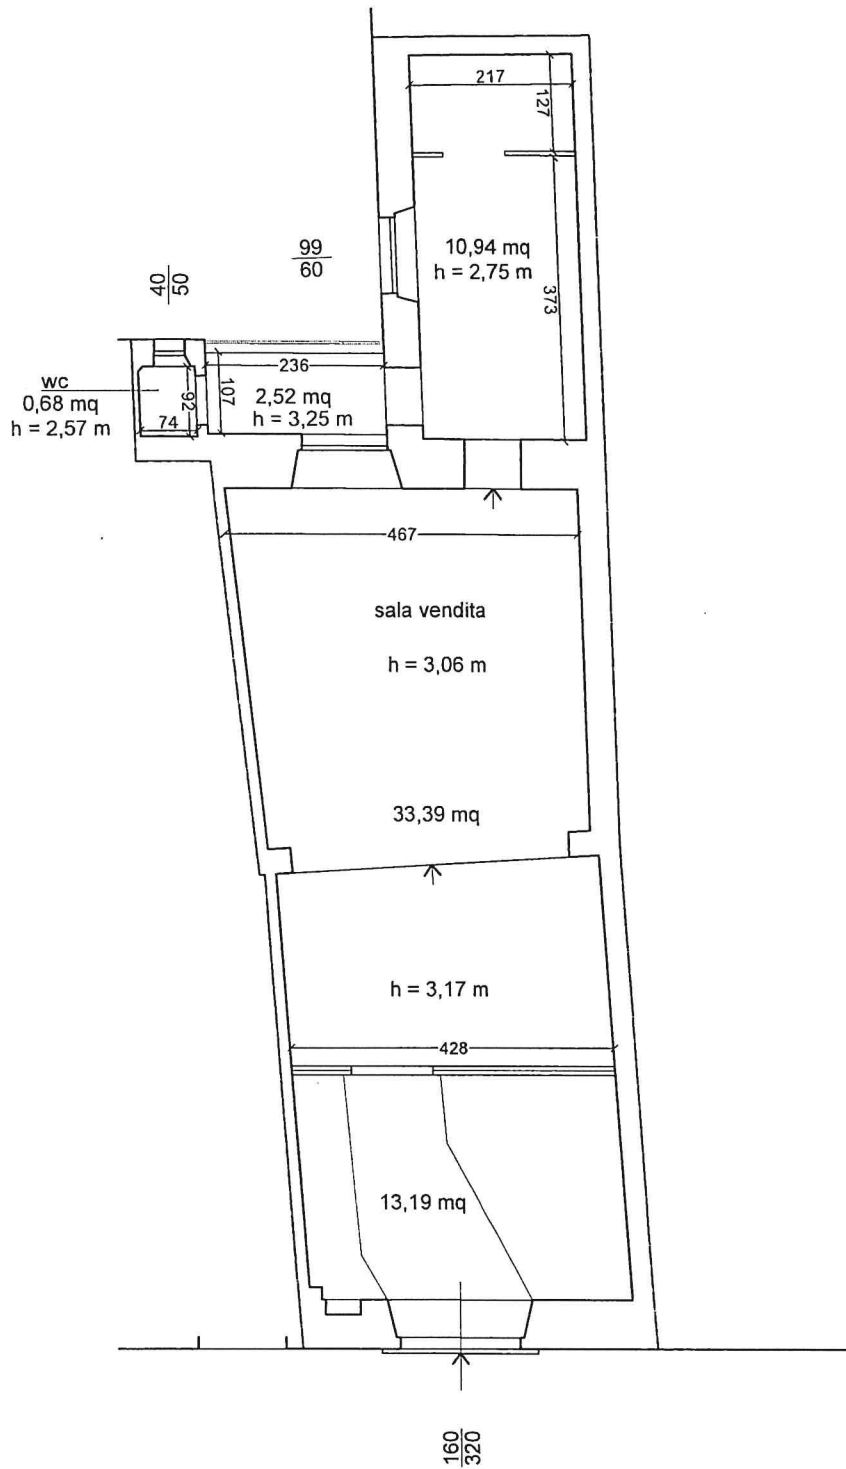 217
127
10,94 mq
h = 2,75 m
373
99
60
40
50
236
107
2,52 mq
h = 3,25 m
wc
0,68 mq
h = 2,57 m
92
74
467
sala vendita
h = 3,06 m
33,39 mq
h = 3,17 m
428
13,19 mq
160
320